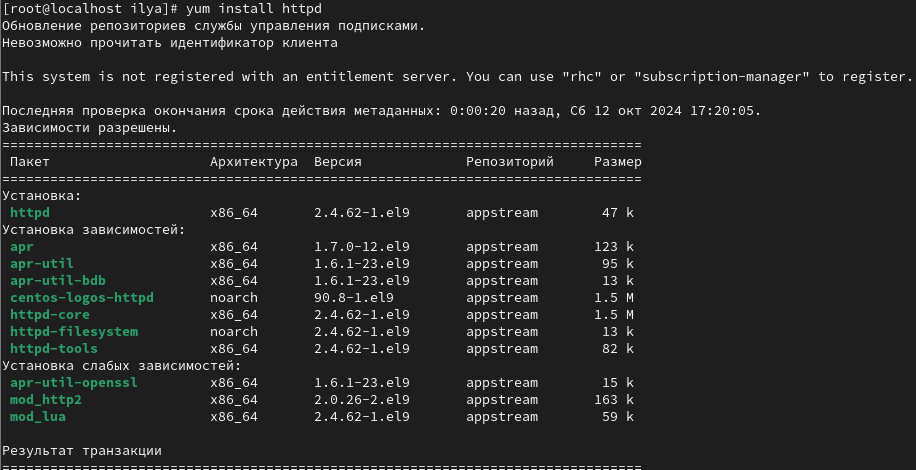 [root@localhost ilya]# yum install httpd
Обновление репозиториев службы управления подписками.
Невозможно прочитать идентификатор клиента
This system is not registered with an entitlement server. You can use "rhc" or "subscription-manager" to register.
Последняя проверка окончания срока действия метаданных: 0:00:20 назад, Сб 12 окт 2024 17:20:05.
Зависимости разрешены.
================================================================================
Пакет Архитектура Версия Репозиторий Размер
================================================================================
Установка:
httpd x86_64 2.4.62-1.el9 appstream 47 k
Установка зависимостей:
apr x86_64 1.7.0-12.el9 appstream 123 k
apr-util x86_64 1.6.1-23.el9 appstream 95 k
apr-util-bdb x86_64 1.6.1-23.el9 appstream 13 k
centos-logos-httpd noarch 90.8-1.el9 appstream 1.5 M
httpd-core x86_64 2.4.62-1.el9 appstream 1.5 M
httpd-filesystem noarch 2.4.62-1.el9 appstream 13 k
httpd-tools x86_64 2.4.62-1.el9 appstream 82 k
Установка слабых зависимостей:
apr-util-openssl x86_64 1.6.1-23.el9 appstream 15 k
mod_http2 x86_64 2.0.26-2.el9 appstream 163 k
mod_lua x86_64 2.4.62-1.el9 appstream 59 k
Результат транзакции
================================================================================